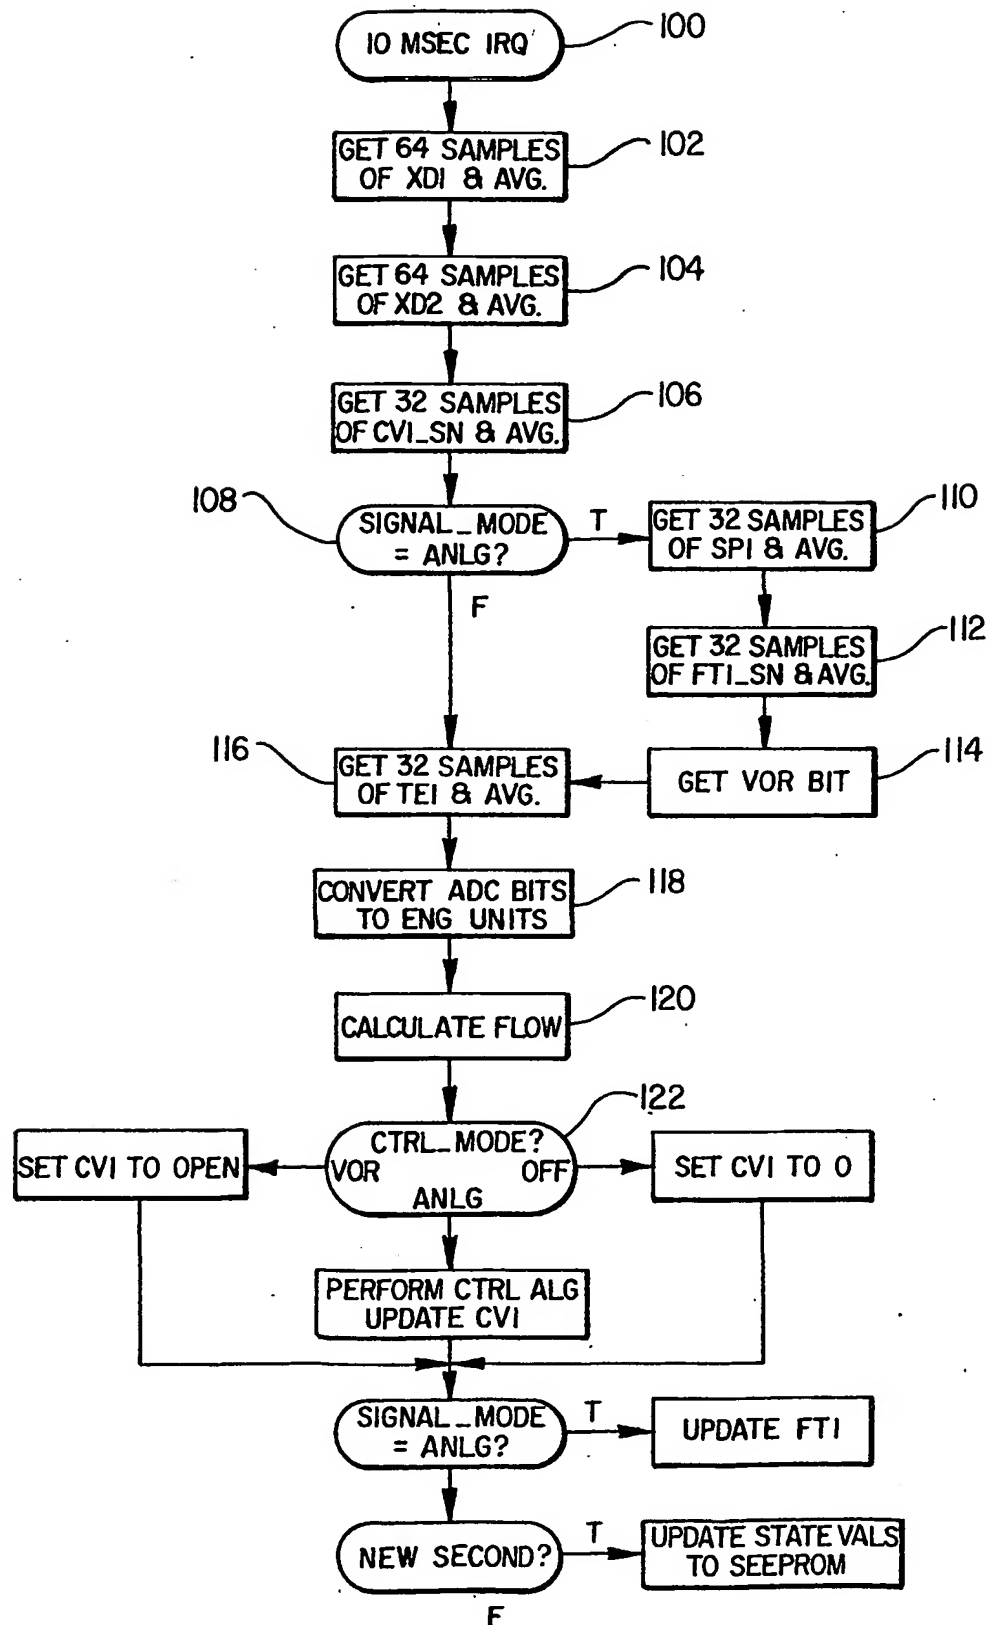 10 MSEC IRQ
100
GET 64 SAMPLES
OF XD1 & AVG.
102
GET 64 SAMPLES
OF XD2 & AVG.
104
GET 32 SAMPLES
OF CV1_SN & AVG.
106
108
SIGNAL_MODE
= ANLG?
T
F
GET 32 SAMPLES
OF SP1 & AVG.
110
GET 32 SAMPLES
OF FT1_SN & AVG.
112
GET VOR BIT
114
116
GET 32 SAMPLES
OF TE1 & AVG.
CONVERT ADC BITS
TO ENG UNITS
118
CALCULATE FLOW
120
CTRL_MODE?
VOR OFF
ANLG
122
SET CV1 TO OPEN
SET CV1 TO 0
PERFORM CTRL ALG
UPDATE CV1
SIGNAL_MODE
= ANLG?
T
UPDATE FT1
NEW SECOND?
T
UPDATE STATE VALS
TO SEEPROM
F